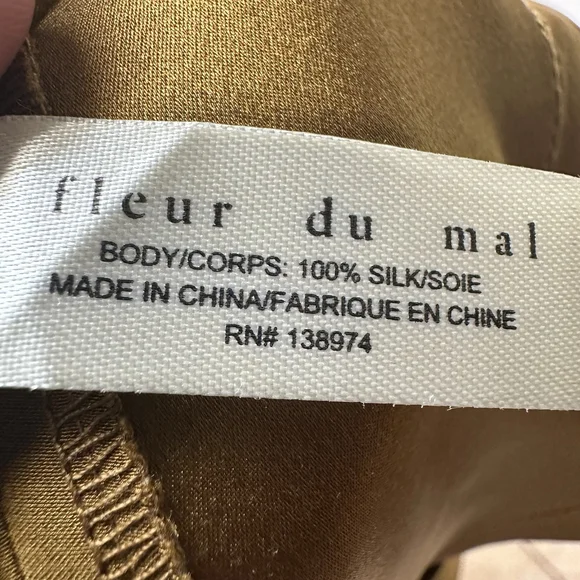 fleur du mal
BODY/CORPS: 100% SILK/SOIE
MADE IN CHINA/FABRIQUE EN CHINE
RN# 138974